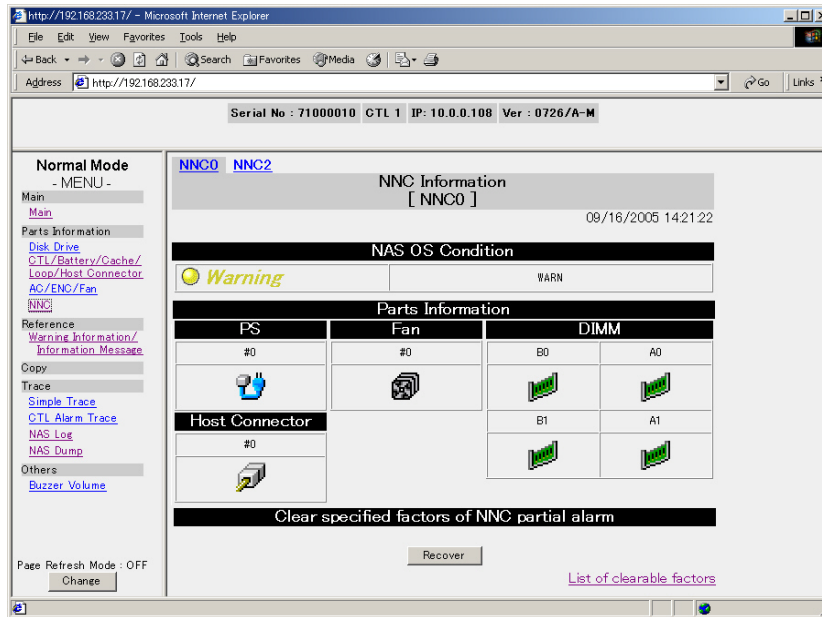 http://192.168.233.17/ - Microsoft Internet Explorer
File Edit View Favorites Tools Help
Back Search Favorites Media
Address http://192.168.233.17/ Go Links
Serial No : 71000010 CTL 1 IP: 10.0.0.108 Ver : 0726/A-M
Normal Mode
- MENU -
Main
Main
Parts Information
Disk Drive
CTL/Battery/Cache/
Loop/Host Connector
AC/ENC/Fan
NNC
Reference
Warning Information/
Information Message
Copy
Trace
Simple Trace
CTL Alarm Trace
NAS Log
NAS Dump
Others
Buzzer Volume
Page Refresh Mode : OFF
Change
NNC0 NNC2
NNC Information
[ NNC0 ]
09/16/2005 14:21:22
NAS OS Condition
Warning WARN
Parts Information
PS Fan DIMM
#0 #0 B0 A0
Host Connector B1 A1
#0
Clear specified factors of NNC partial alarm
Recover
List of clearable factors